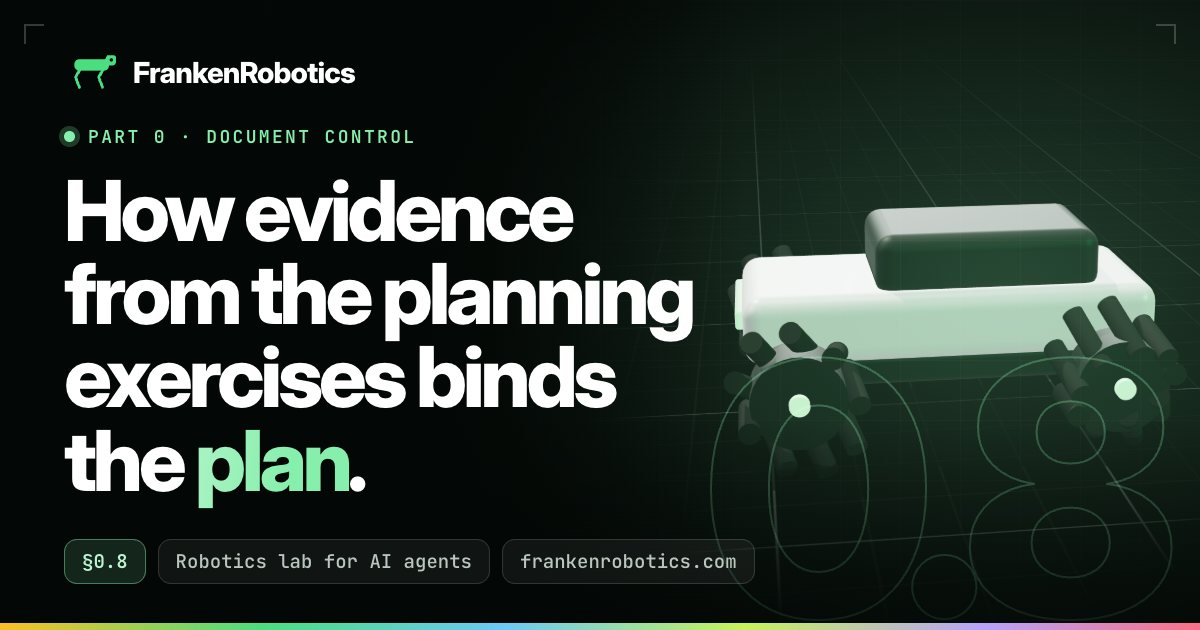 FrankenRobotics
PART 0 · DOCUMENT CONTROL
How evidence
from the planning
exercises binds
the plan.
§0.8
Robotics lab for AI agents
frankenrobotics.com
0.8